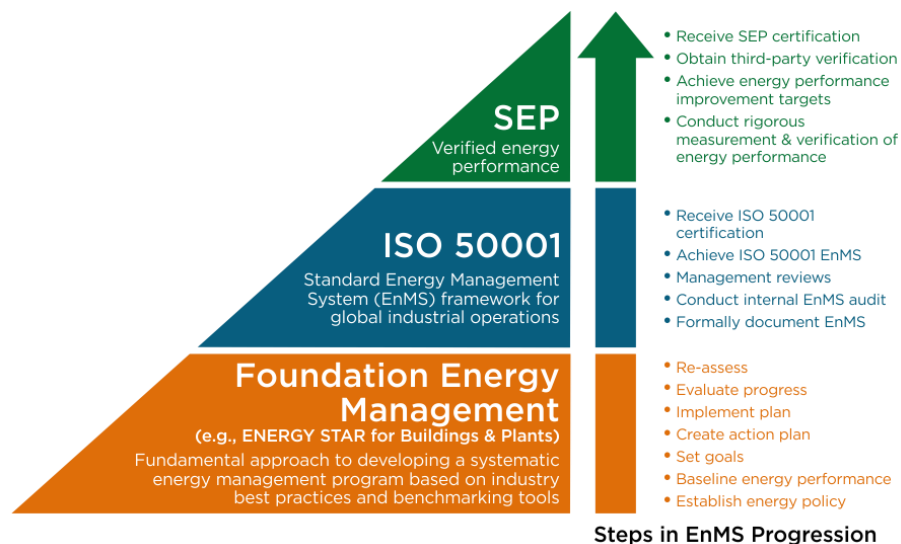 SEP
Verified energy
performance
• Receive SEP certification
• Obtain third-party verification
• Achieve energy performance
improvement targets
• Conduct rigorous
measurement & verification of
energy performance
ISO 50001
Standard Energy Management
System (EnMS) framework for
global industrial operations
• Receive ISO 50001
certification
• Achieve ISO 50001 EnMS
• Management reviews
• Conduct internal EnMS audit
• Formally document EnMS
Foundation Energy
Management
(e.g., ENERGY STAR for Buildings & Plants)
Fundamental approach to developing a systematic
energy management program based on industry
best practices and benchmarking tools
• Re-assess
• Evaluate progress
• Implement plan
• Create action plan
• Set goals
• Baseline energy performance
• Establish energy policy
Steps in EnMS Progression